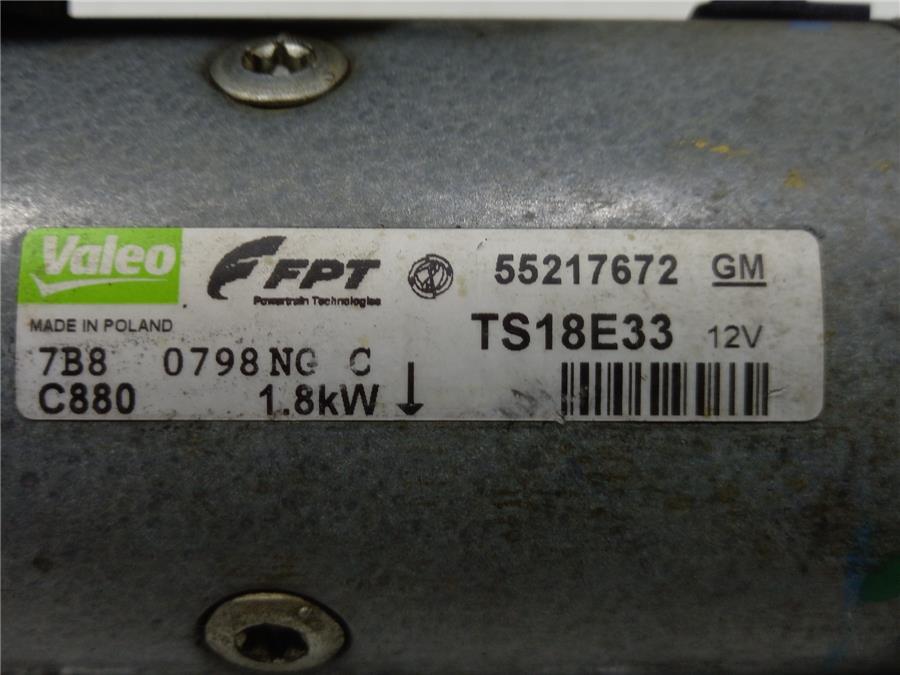 Valeo
FPT
Powertrain Technologies
55217672 GM
MADE IN POLAND
TS18E33 12V
7B8 0798 NG C
C880 1.8kW